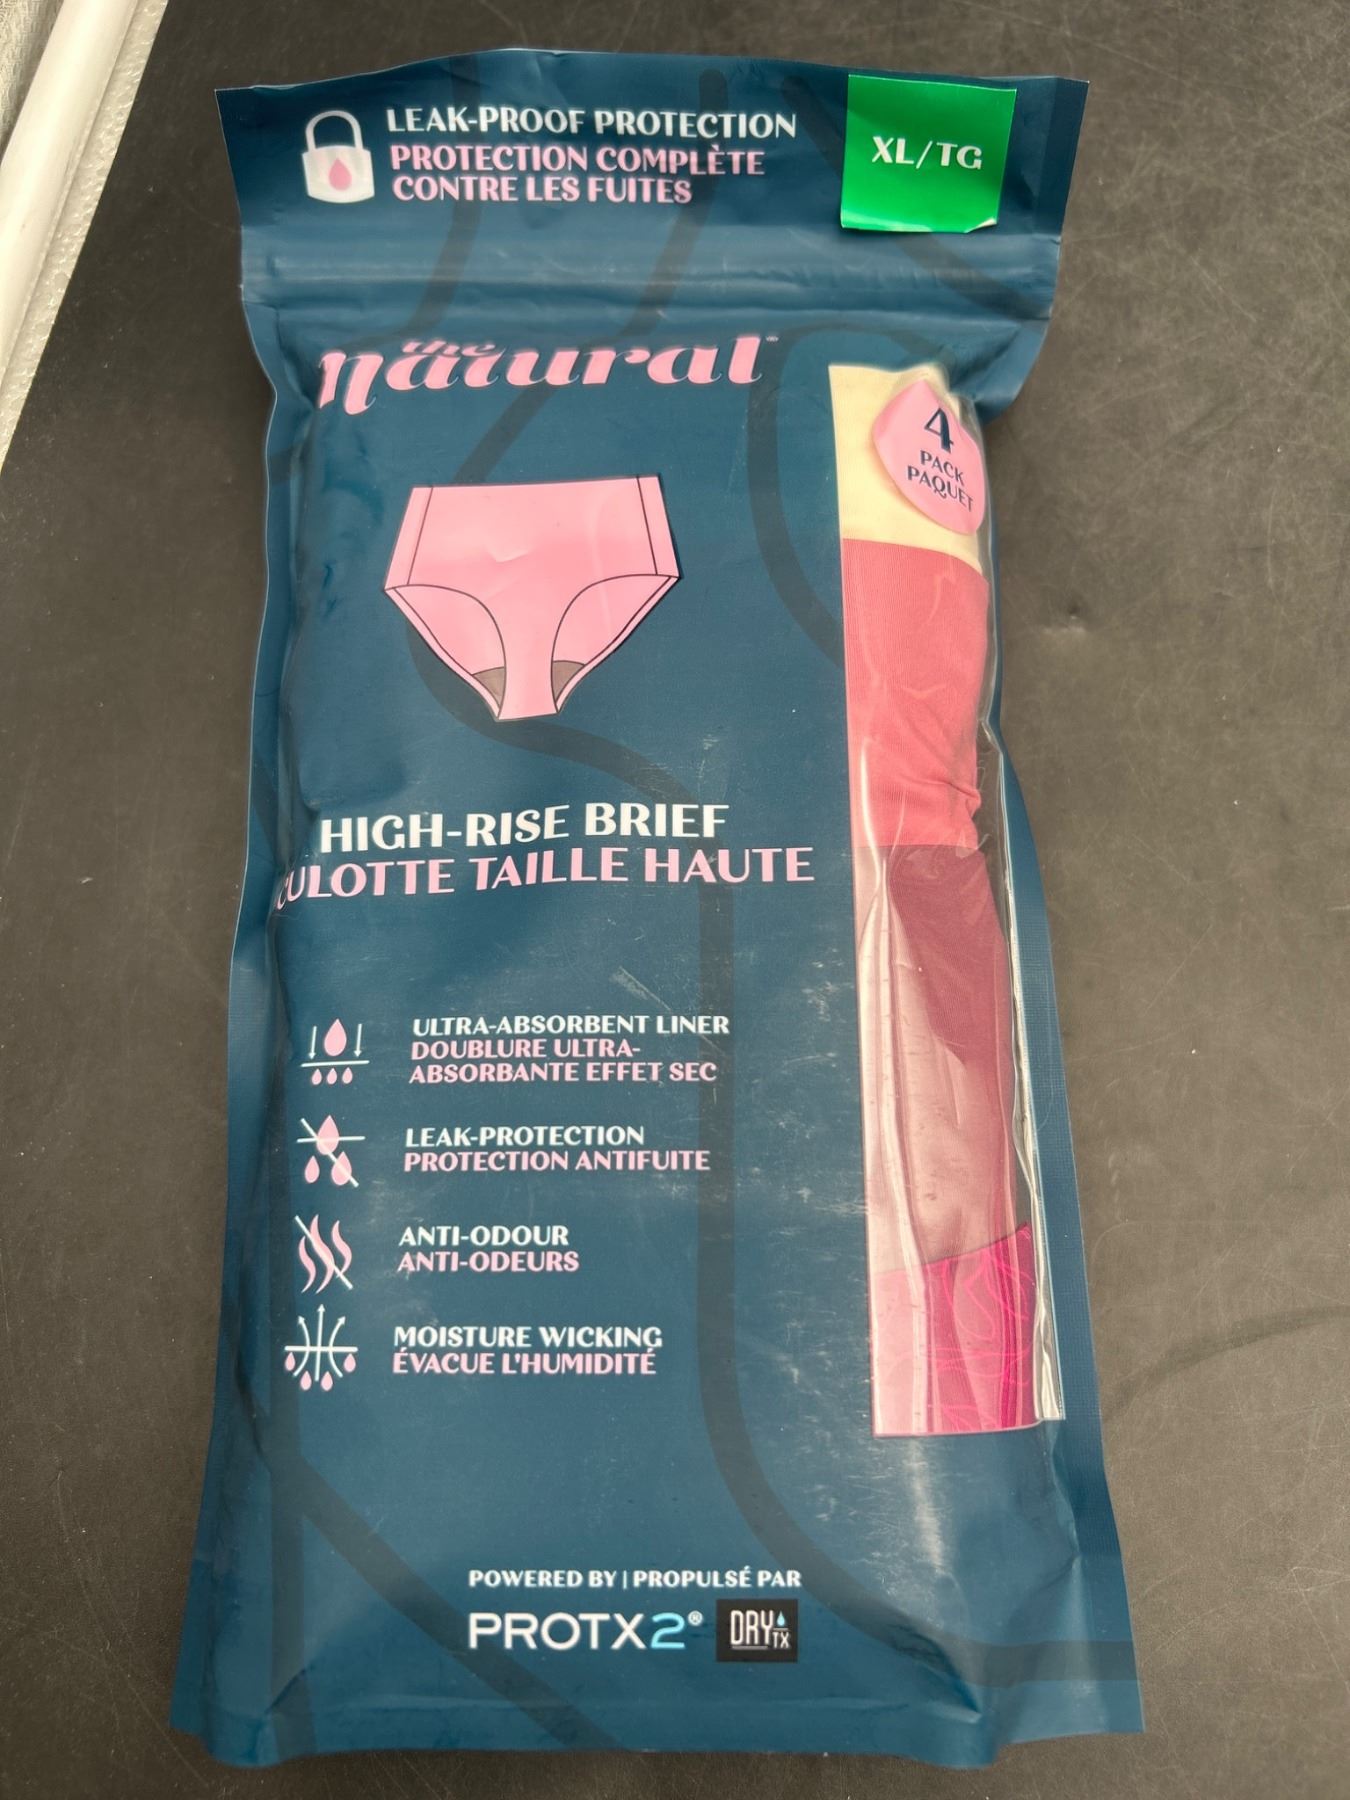 LEAK-PROOF PROTECTION
PROTECTION COMPLÈTE
CONTRE LES FUITES
XL/TG
the
natural
4
PACK
PAQUET
HIGH-RISE BRIEF
CULOTTE TAILLE HAUTE
ULTRA-ABSORBENT LINER
DOUBLURE ULTRA-
ABSORBANTE EFFET SEC
LEAK-PROTECTION
PROTECTION ANTIFUITE
ANTI-ODOUR
ANTI-ODEURS
MOISTURE WICKING
ÉVACUE L'HUMIDITÉ
POWERED BY | PROPULSÉ PAR
PROTX2® DRY TX